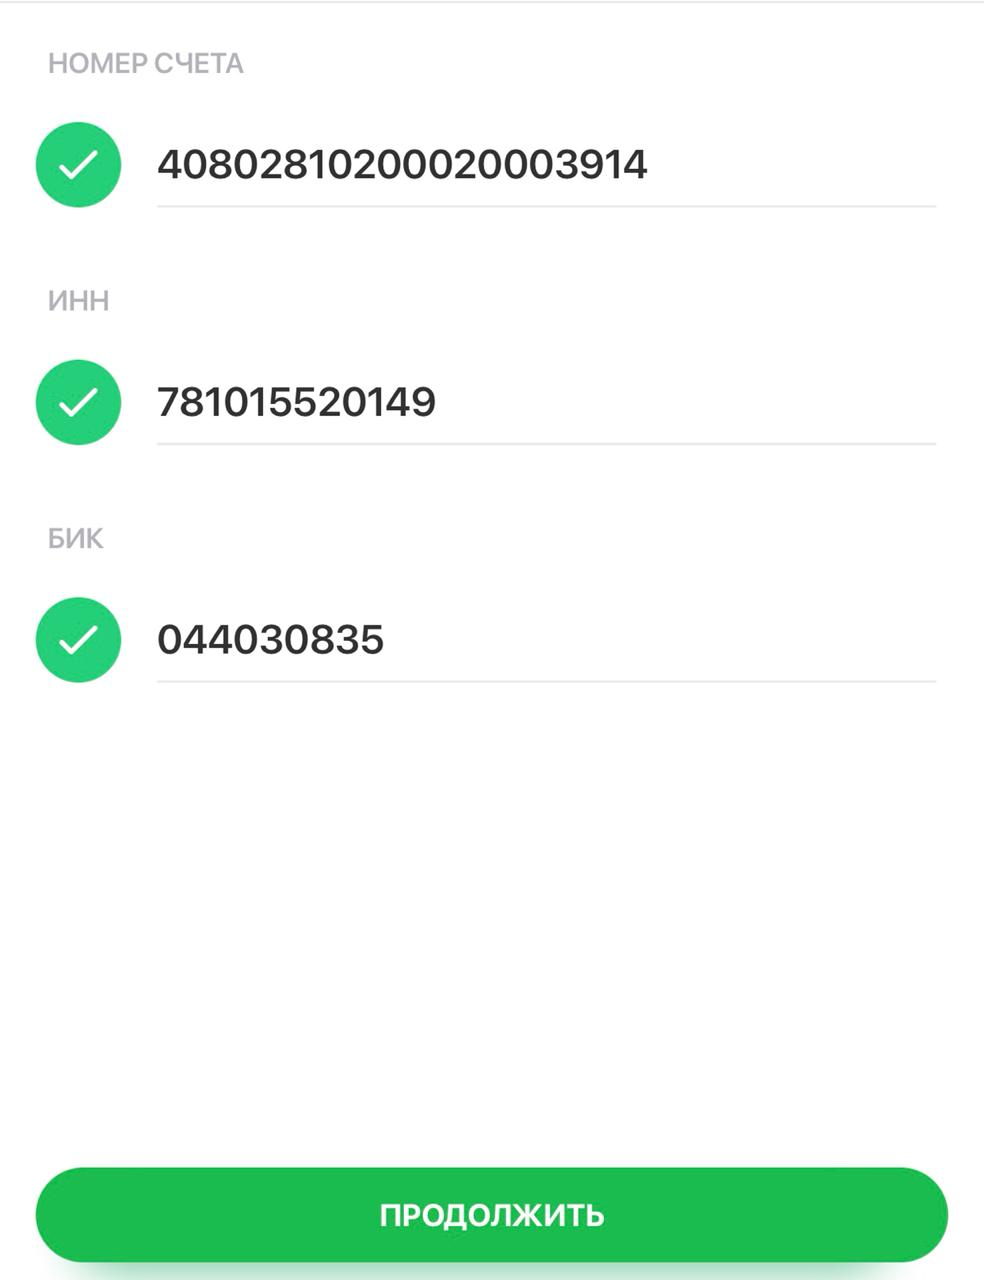 НОМЕР СЧЕТА
40802810200020003914
ИНН
781015520149
БИК
044030835
ПРОДОЛЖИТЬ